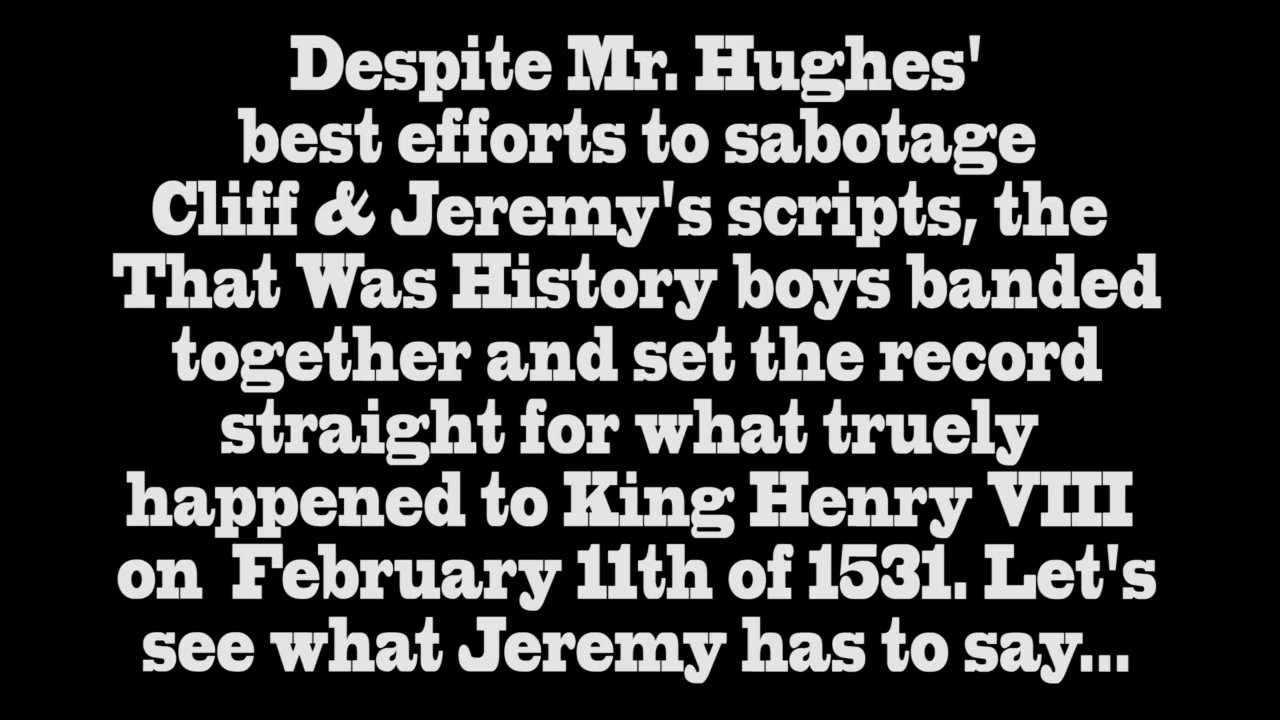 Despite Mr. Hughes'
best efforts to sabotage
Cliff & Jeremy's scripts, the
That Was History boys banded
together and set the record
straight for what truely
happened to King Henry VIII
on February 11th of 1531. Let's
see what Jeremy has to say...